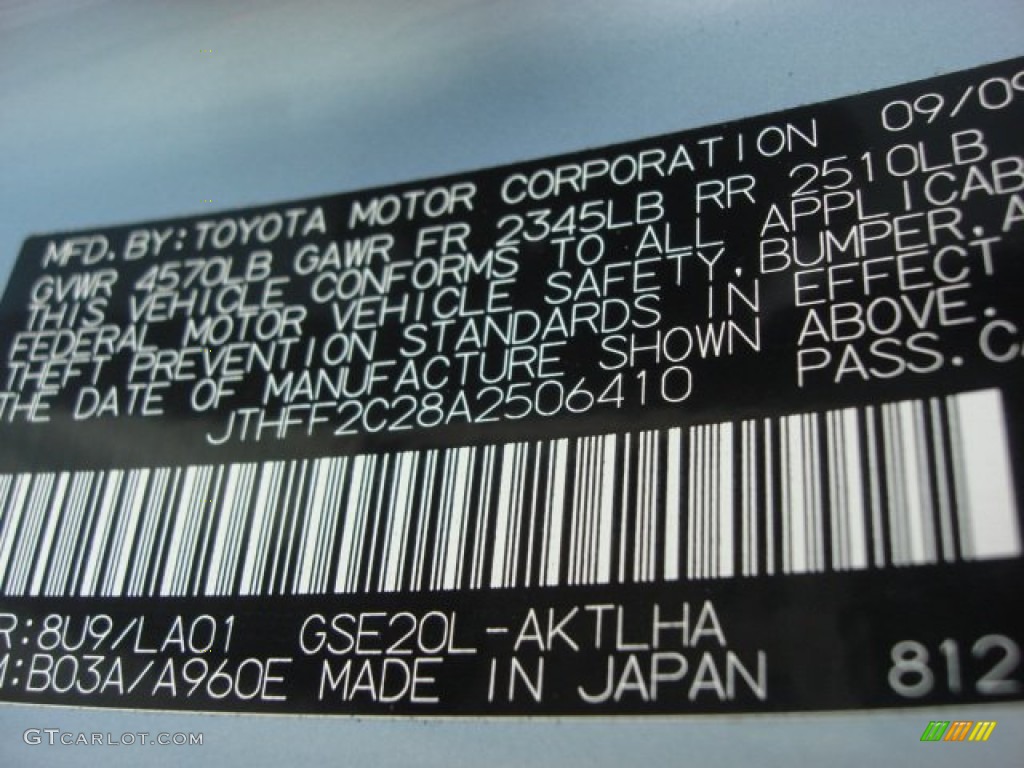 MFD. BY: TOYOTA MOTOR CORPORATION 09/09
GVWR 4570LB GAWR FR 2345LB RR 2510LB
THIS VEHICLE CONFORMS TO ALL APPLICAB
FEDERAL MOTOR VEHICLE SAFETY, BUMPER, A
THEFT PREVENTION STANDARDS IN EFFECT
THE DATE OF MANUFACTURE SHOWN ABOVE.
JTHFF2C28A2506410 PASS. CA
R:8U9/LA01 GSE20L-AKTLHA
M:B03A/A960E MADE IN JAPAN 812
GTCARLOT.COM